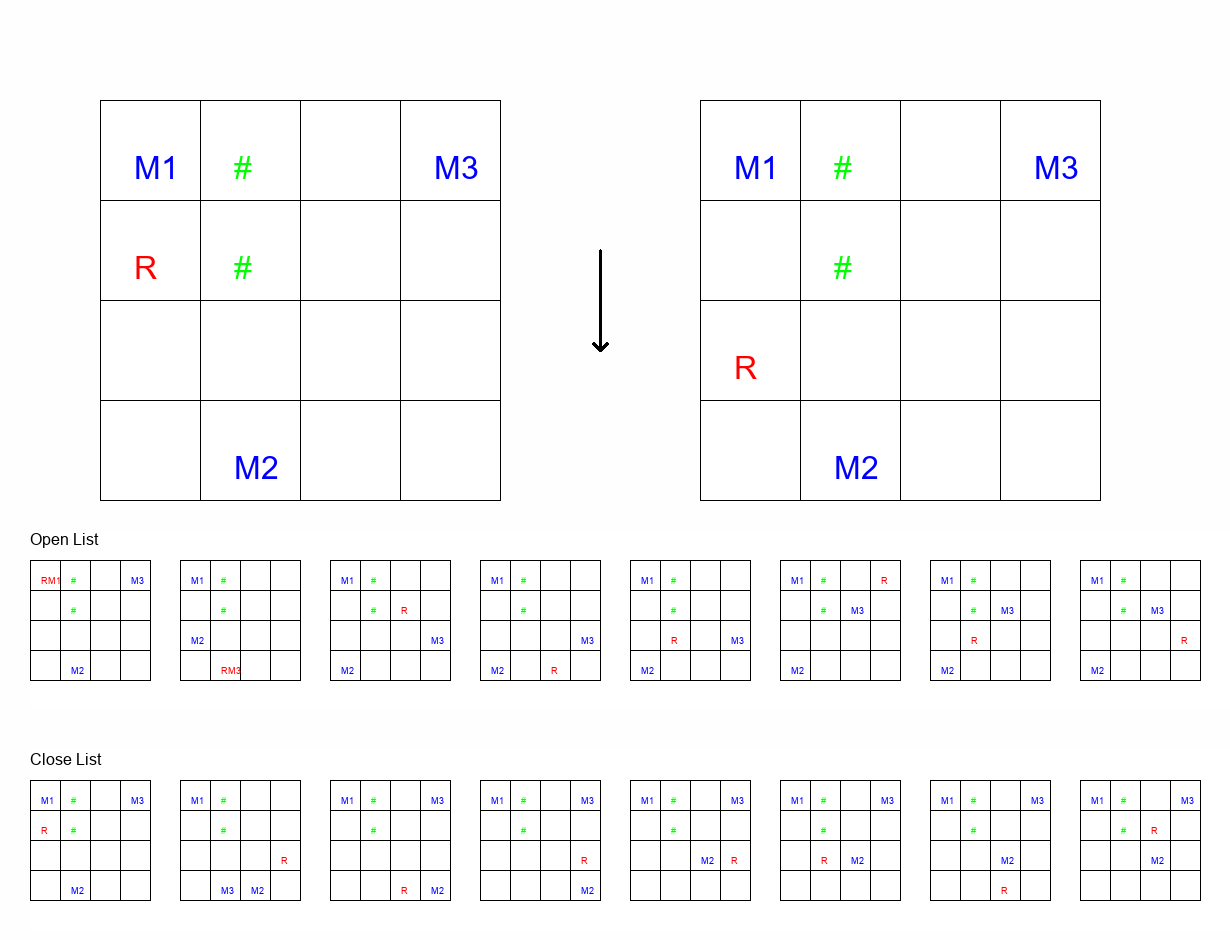 M1 # M3 M1 # M3
R # #
R
M2 M2
Open List
RM1 # M3 M1 # M1 # M1 # M1 # M1 # R M1 # M1 #
# # # R # # # M3 # M3 # M3
M2 M3 M3 R M3 R R
M2 RM3 M2 M2 R M2 M2 M2 M2
Close List
M1 # M3 M1 # M1 # M3 M1 # M3 M1 # M3 M1 # M3 M1 # M3 M1 # M3
R # # # # # # # # R
R R M2 R R M2 M2 M2
M2 M3 M2 R M2 M2 R